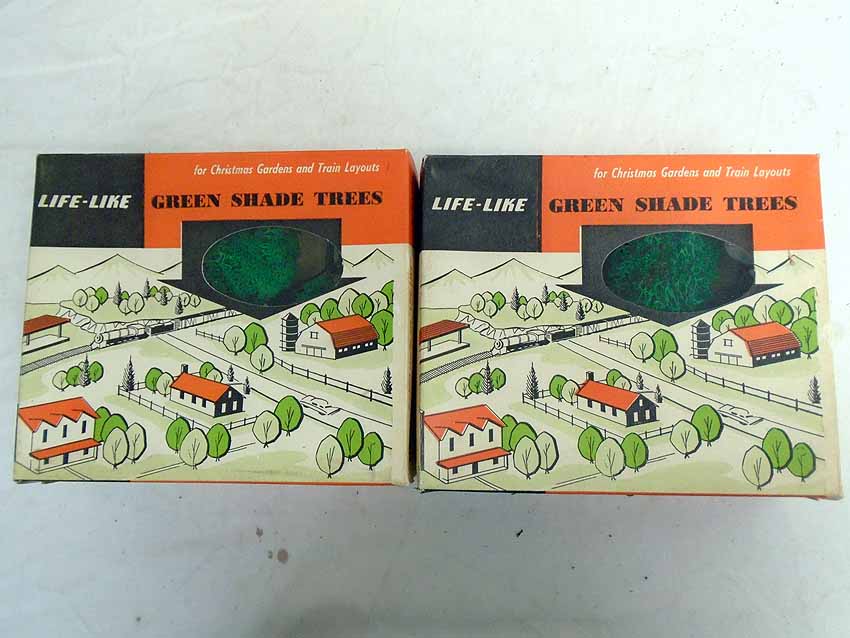 for Christmas Gardens and Train Layouts
LIFE-LIKE GREEN SHADE TREES
for Christmas Gardens and Train Layouts
LIFE-LIKE GREEN SHADE TREES